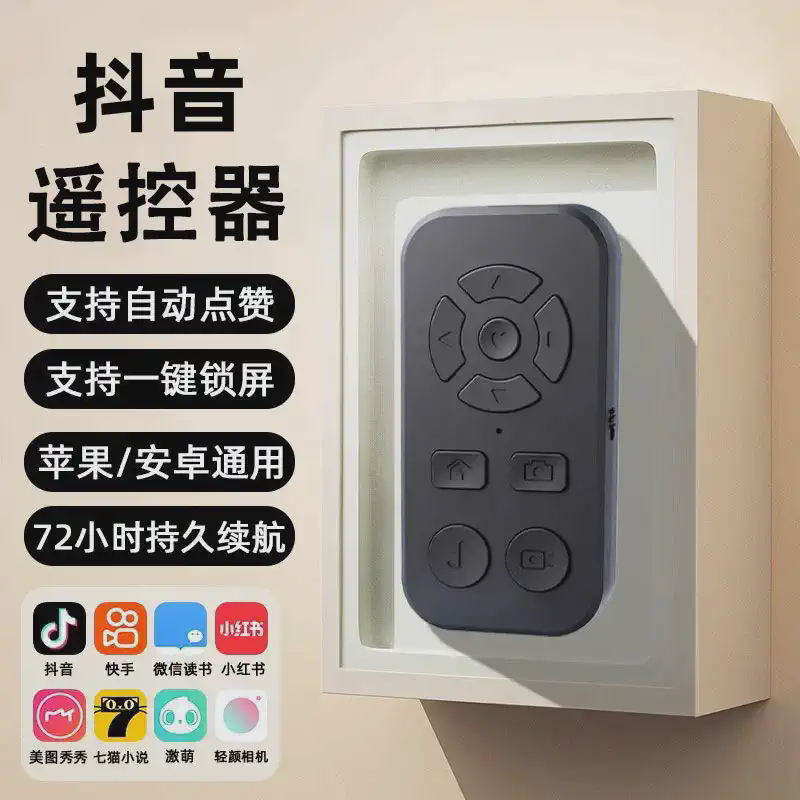 抖音
遥控器
支持自动点赞
支持一键锁屏
苹果/安卓通用
72小时持久续航
小红书
抖音 快手 微信读书 小红书
美图秀秀 七猫小说 激萌 轻颜相机